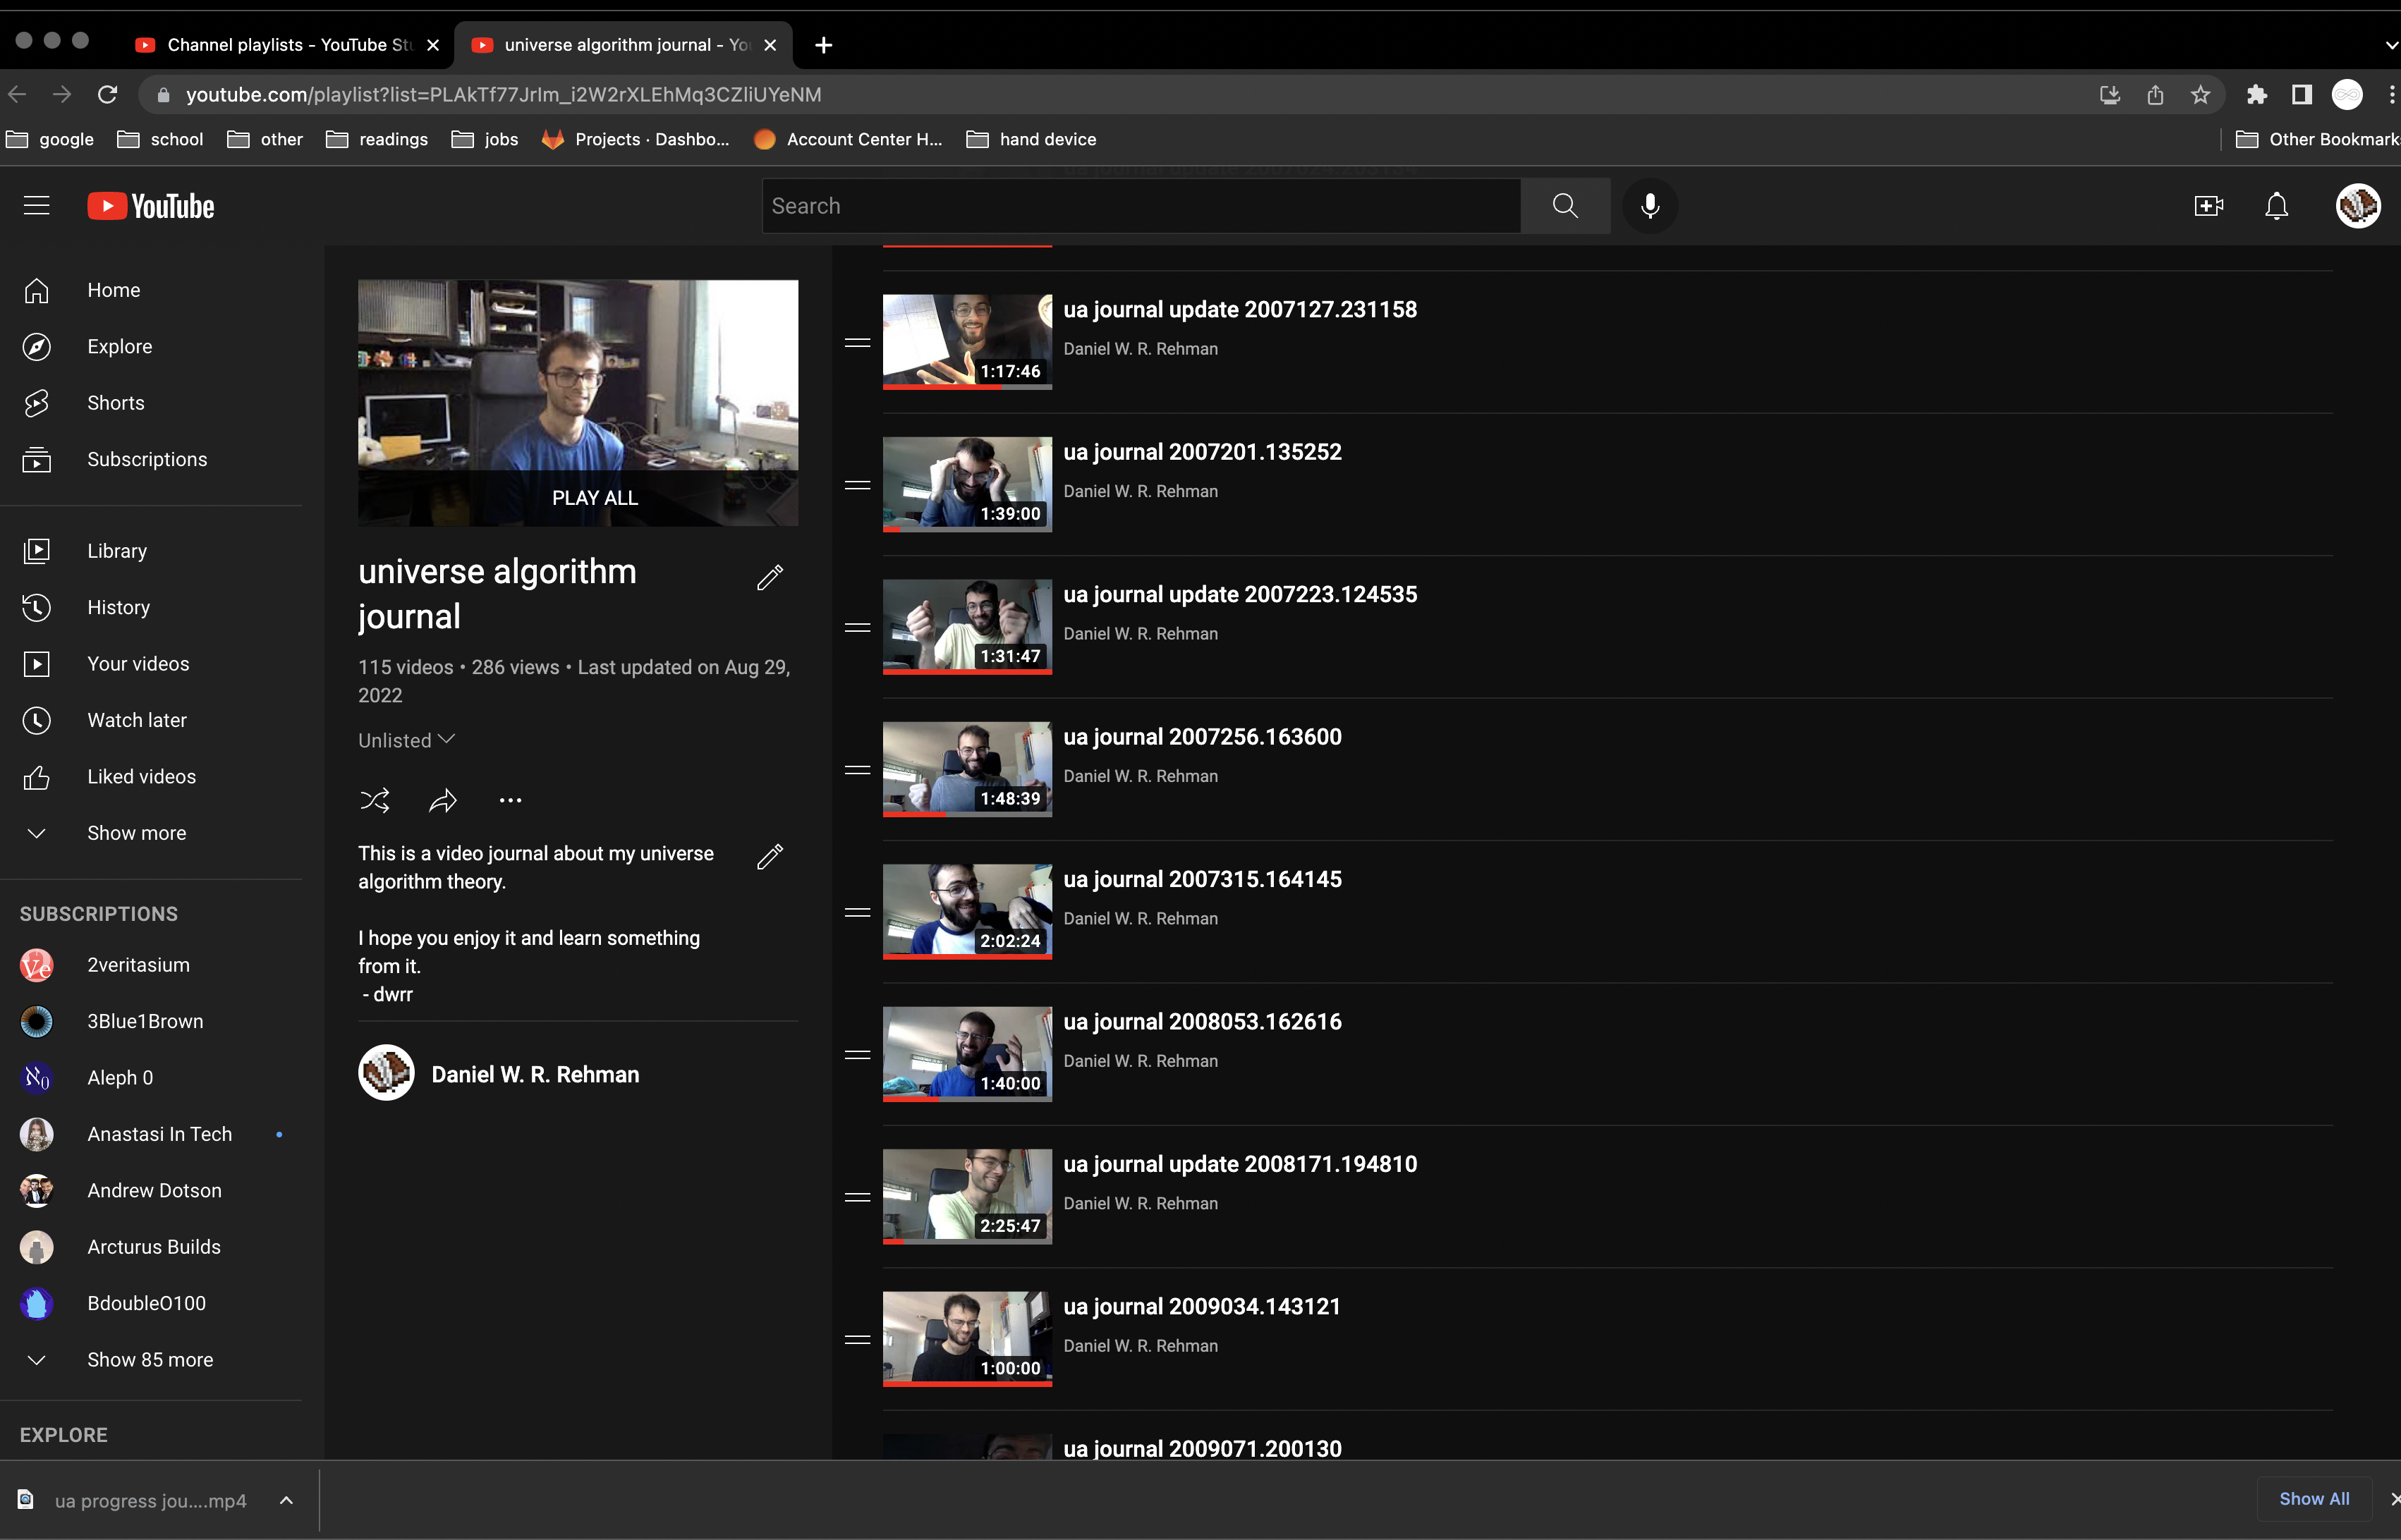 Channel playlists - YouTube Stu
universe algorithm journal - You
youtube.com/playlist?list=PLAkTf77JrIm_i2W2rXLEhMq3CZliUYeNM
google
school
other
readings
jobs
Projects · Dashbo...
Account Center H...
hand device
Other Bookmarks
YouTube
Search
Home
Explore
Shorts
Subscriptions
Library
History
Your videos
Watch later
Liked videos
Show more
SUBSCRIPTIONS
2veritasium
3Blue1Brown
Aleph 0
Anastasi In Tech
Andrew Dotson
Arcturus Builds
BdoubleO100
Show 85 more
EXPLORE
PLAY ALL
universe algorithm
journal
115 videos • 286 views • Last updated on Aug 29,
2022
Unlisted
This is a video journal about my universe
algorithm theory.
I hope you enjoy it and learn something
from it.
- dwrr
Daniel W. R. Rehman
ua journal update 2007127.231158
Daniel W. R. Rehman
1:17:46
ua journal 2007201.135252
Daniel W. R. Rehman
1:39:00
ua journal update 2007223.124535
Daniel W. R. Rehman
1:31:47
ua journal 2007256.163600
Daniel W. R. Rehman
1:48:39
ua journal 2007315.164145
Daniel W. R. Rehman
2:02:24
ua journal 2008053.162616
Daniel W. R. Rehman
1:40:00
ua journal update 2008171.194810
Daniel W. R. Rehman
2:25:47
ua journal 2009034.143121
Daniel W. R. Rehman
1:00:00
ua journal 2009071.200130
ua progress jou....mp4
Show All